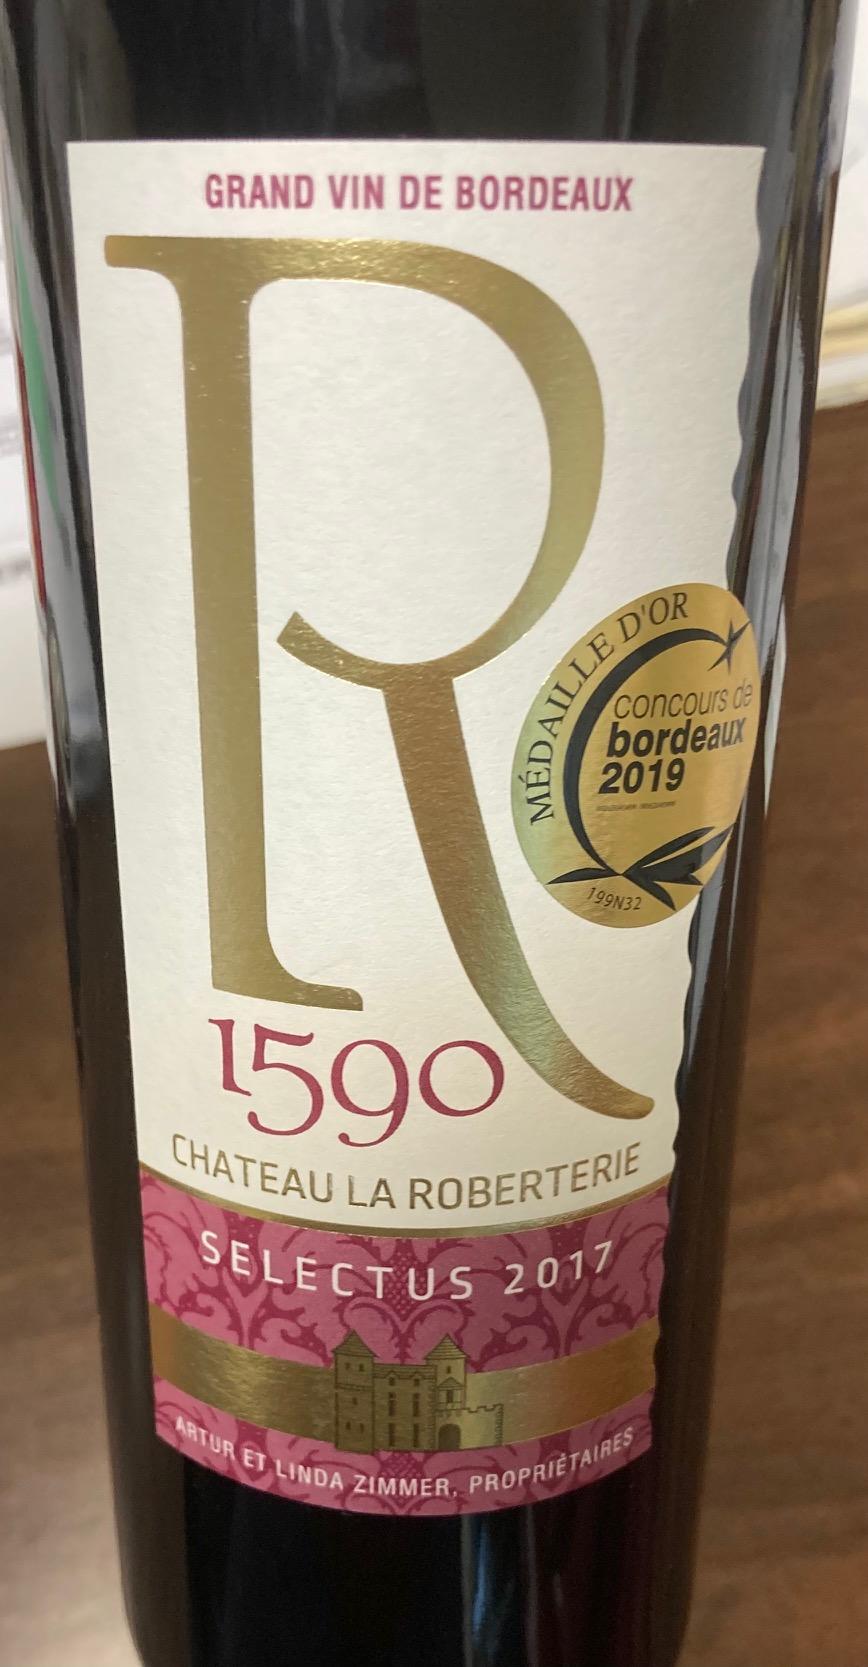 GRAND VIN DE BORDEAUX
R
MÉDAILLE D'OR
concours de
bordeaux
2019
199N32
1590
CHATEAU LA ROBERTERIE
SELECTUS 2017
ARTUR ET LINDA ZIMMER, PROPRIÉTAIRES